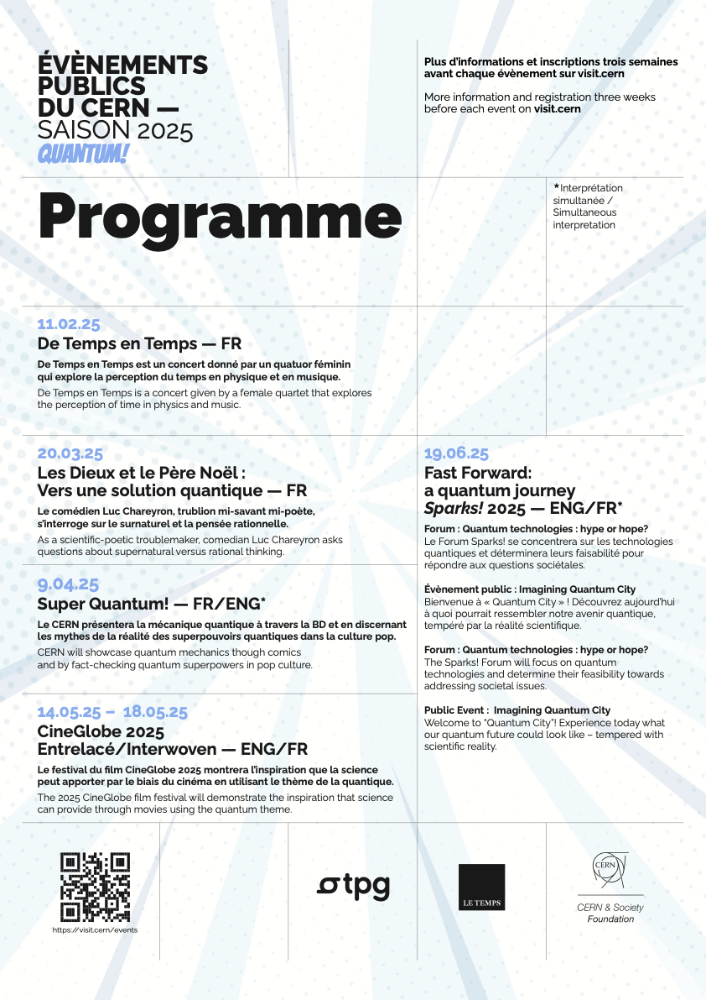 ÉVÈNEMENTS
PUBLICS
DU CERN —
SAISON 2025
QUANTUM!
Plus d'informations et inscriptions trois semaines
avant chaque évènement sur visit.cern
More information and registration three weeks
before each event on visit.cern
Programme
*Interprétation
simultanée /
Simultaneous
interpretation
11.02.25
De Temps en Temps — FR
De Temps en Temps est un concert donné par un quatuor féminin
qui explore la perception du temps en physique et en musique.
De Temps en Temps is a concert given by a female quartet that explores
the perception of time in physics and music.
20.03.25
Les Dieux et le Père Noël :
Vers une solution quantique — FR
Le comédien Luc Chareyron, trublion mi-savant mi-poète,
s'interroge sur le surnaturel et la pensée rationnelle.
As a scientific-poetic troublemaker, comedian Luc Chareyron asks
questions about supernatural versus rational thinking.
9.04.25
Super Quantum! — FR/ENG*
Le CERN présentera la mécanique quantique à travers la BD et en discernant
les mythes de la réalité des superpouvoirs quantiques dans la culture pop.
CERN will showcase quantum mechanics though comics
and by fact-checking quantum superpowers in pop culture.
14.05.25 – 18.05.25
CineGlobe 2025
Entrelacé/Interwoven — ENG/FR
Le festival du film CineGlobe 2025 montrera l'inspiration que la science
peut apporter par le biais du cinéma en utilisant le thème de la quantique.
The 2025 CineGlobe film festival will demonstrate the inspiration that science
can provide through movies using the quantum theme.
19.06.25
Fast Forward:
a quantum journey
Sparks! 2025 — ENG/FR*
Forum : Quantum technologies : hype or hope?
Le Forum Sparks! se concentrera sur les technologies
quantiques et déterminera leurs faisabilité pour
répondre aux questions sociétales.
Évènement public : Imagining Quantum City
Bienvenue à « Quantum City » ! Découvrez aujourd'hui
à quoi pourrait ressembler notre avenir quantique,
tempéré par la réalité scientifique.
Forum : Quantum technologies : hype or hope?
The Sparks! Forum will focus on quantum
technologies and determine their feasibility towards
addressing societal issues.
Public Event : Imagining Quantum City
Welcome to “Quantum City”! Experience today what
our quantum future could look like – tempered with
scientific reality.
https://visit.cern/events
tpg
LE TEMPS
CERN
CERN & Society
Foundation